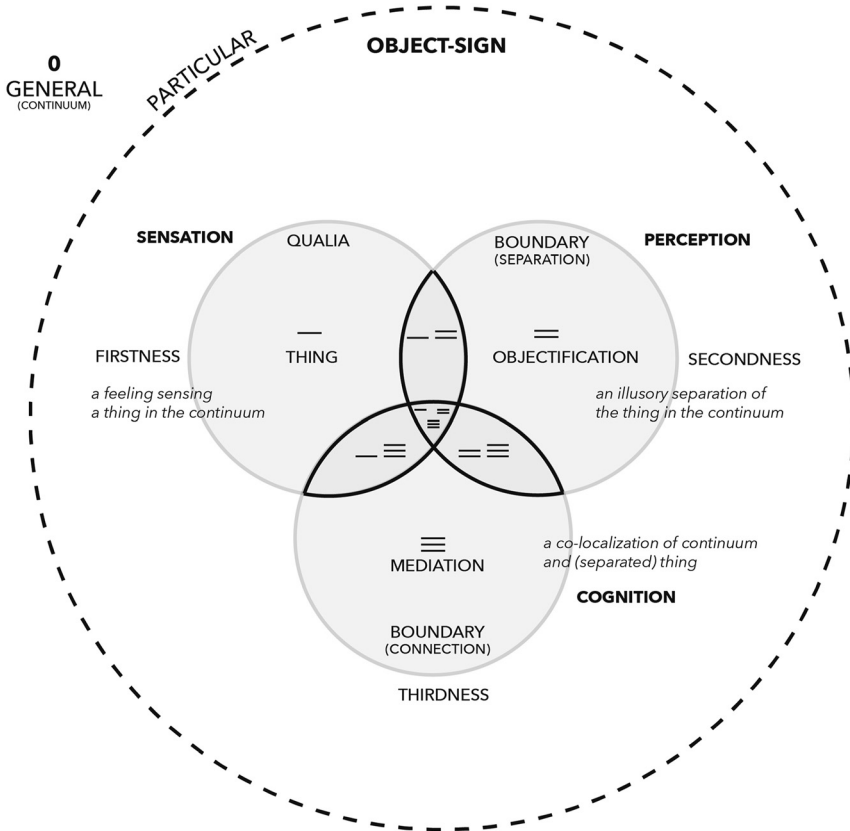 OBJECT-SIGN
PARTICULAR
0
GENERAL
(CONTINUUM)
SENSATION
QUALIA
BOUNDARY
(SEPARATION)
PERCEPTION
FIRSTNESS
THING
OBJECTIFICATION
SECONDNESS
a feeling sensing
a thing in the continuum
an illusory separation of
the thing in the continuum
MEDIATION
a co-localization of continuum
and (separated) thing
COGNITION
BOUNDARY
(CONNECTION)
THIRDNESS